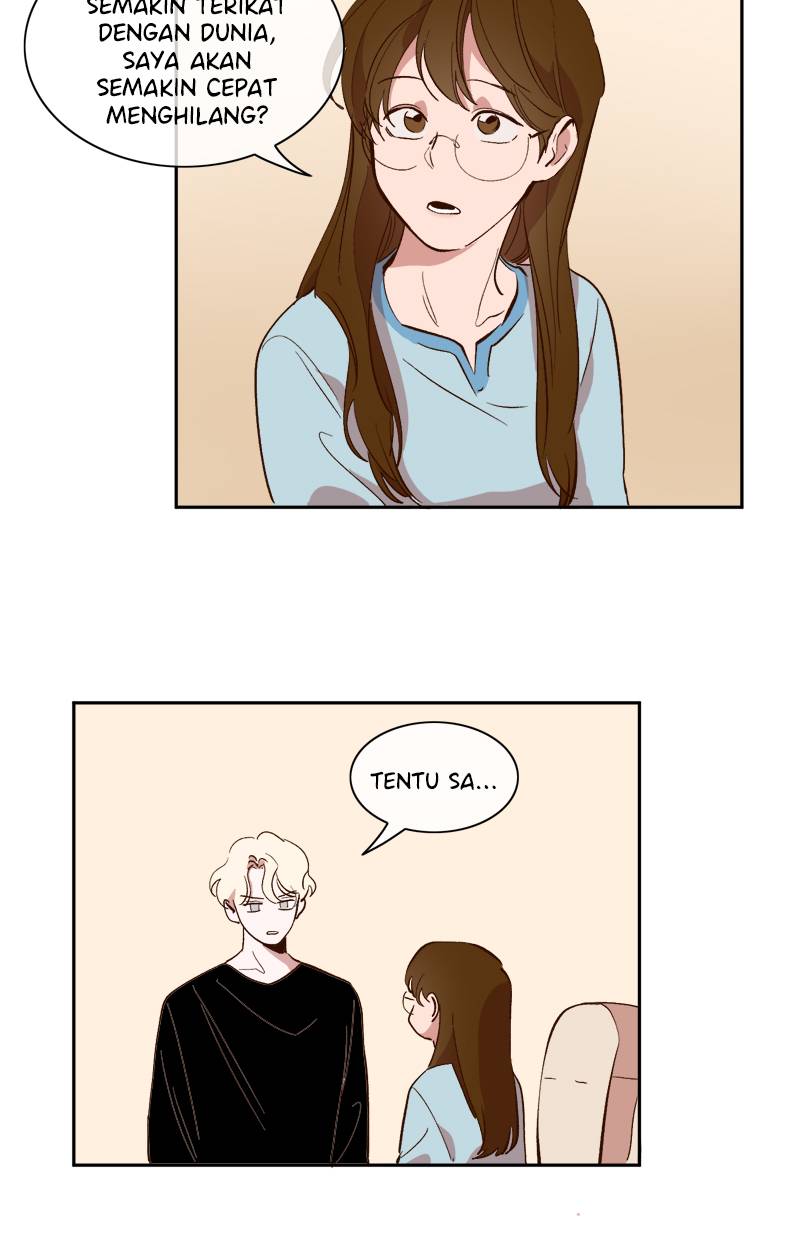 SEMAKIN TERIKAT
DENGAN DUNIA,
SAYA AKAN
SEMAKIN CEPAT
MENGHILANG?
TENTU SA...